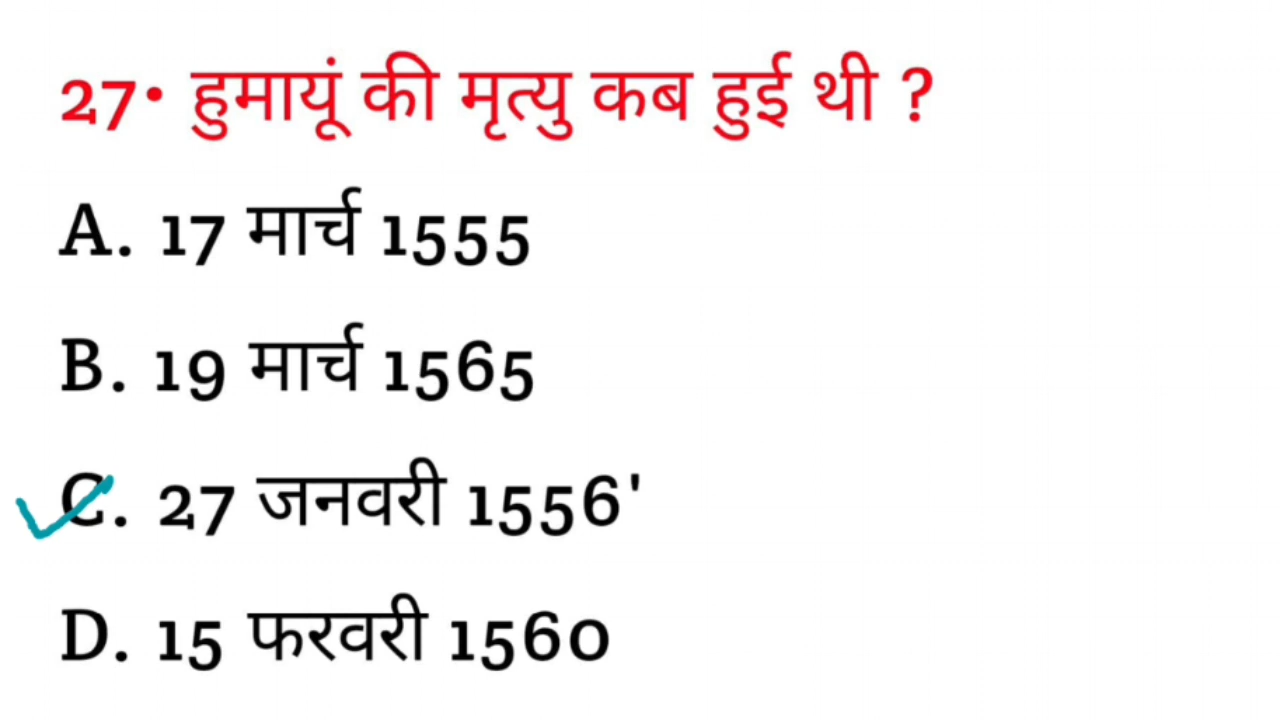 27• हुमायूं की मृत्यु कब हुई थी ?
A. 17 मार्च 1555
B. 19 मार्च 1565
C. 27 जनवरी 1556'
D. 15 फरवरी 1560